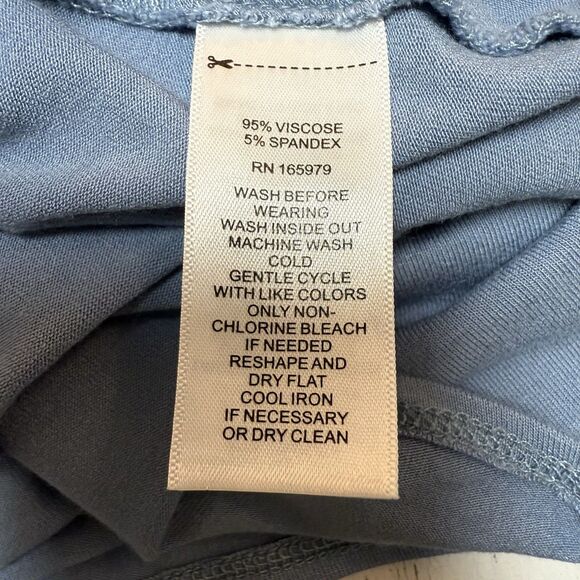 95% VISCOSE
5% SPANDEX
RN 165979
WASH BEFORE
WEARING
WASH INSIDE OUT
MACHINE WASH
COLD
GENTLE CYCLE
WITH LIKE COLORS
ONLY NON-
CHLORINE BLEACH
IF NEEDED
RESHAPE AND
DRY FLAT
COOL IRON
IF NECESSARY
OR DRY CLEAN